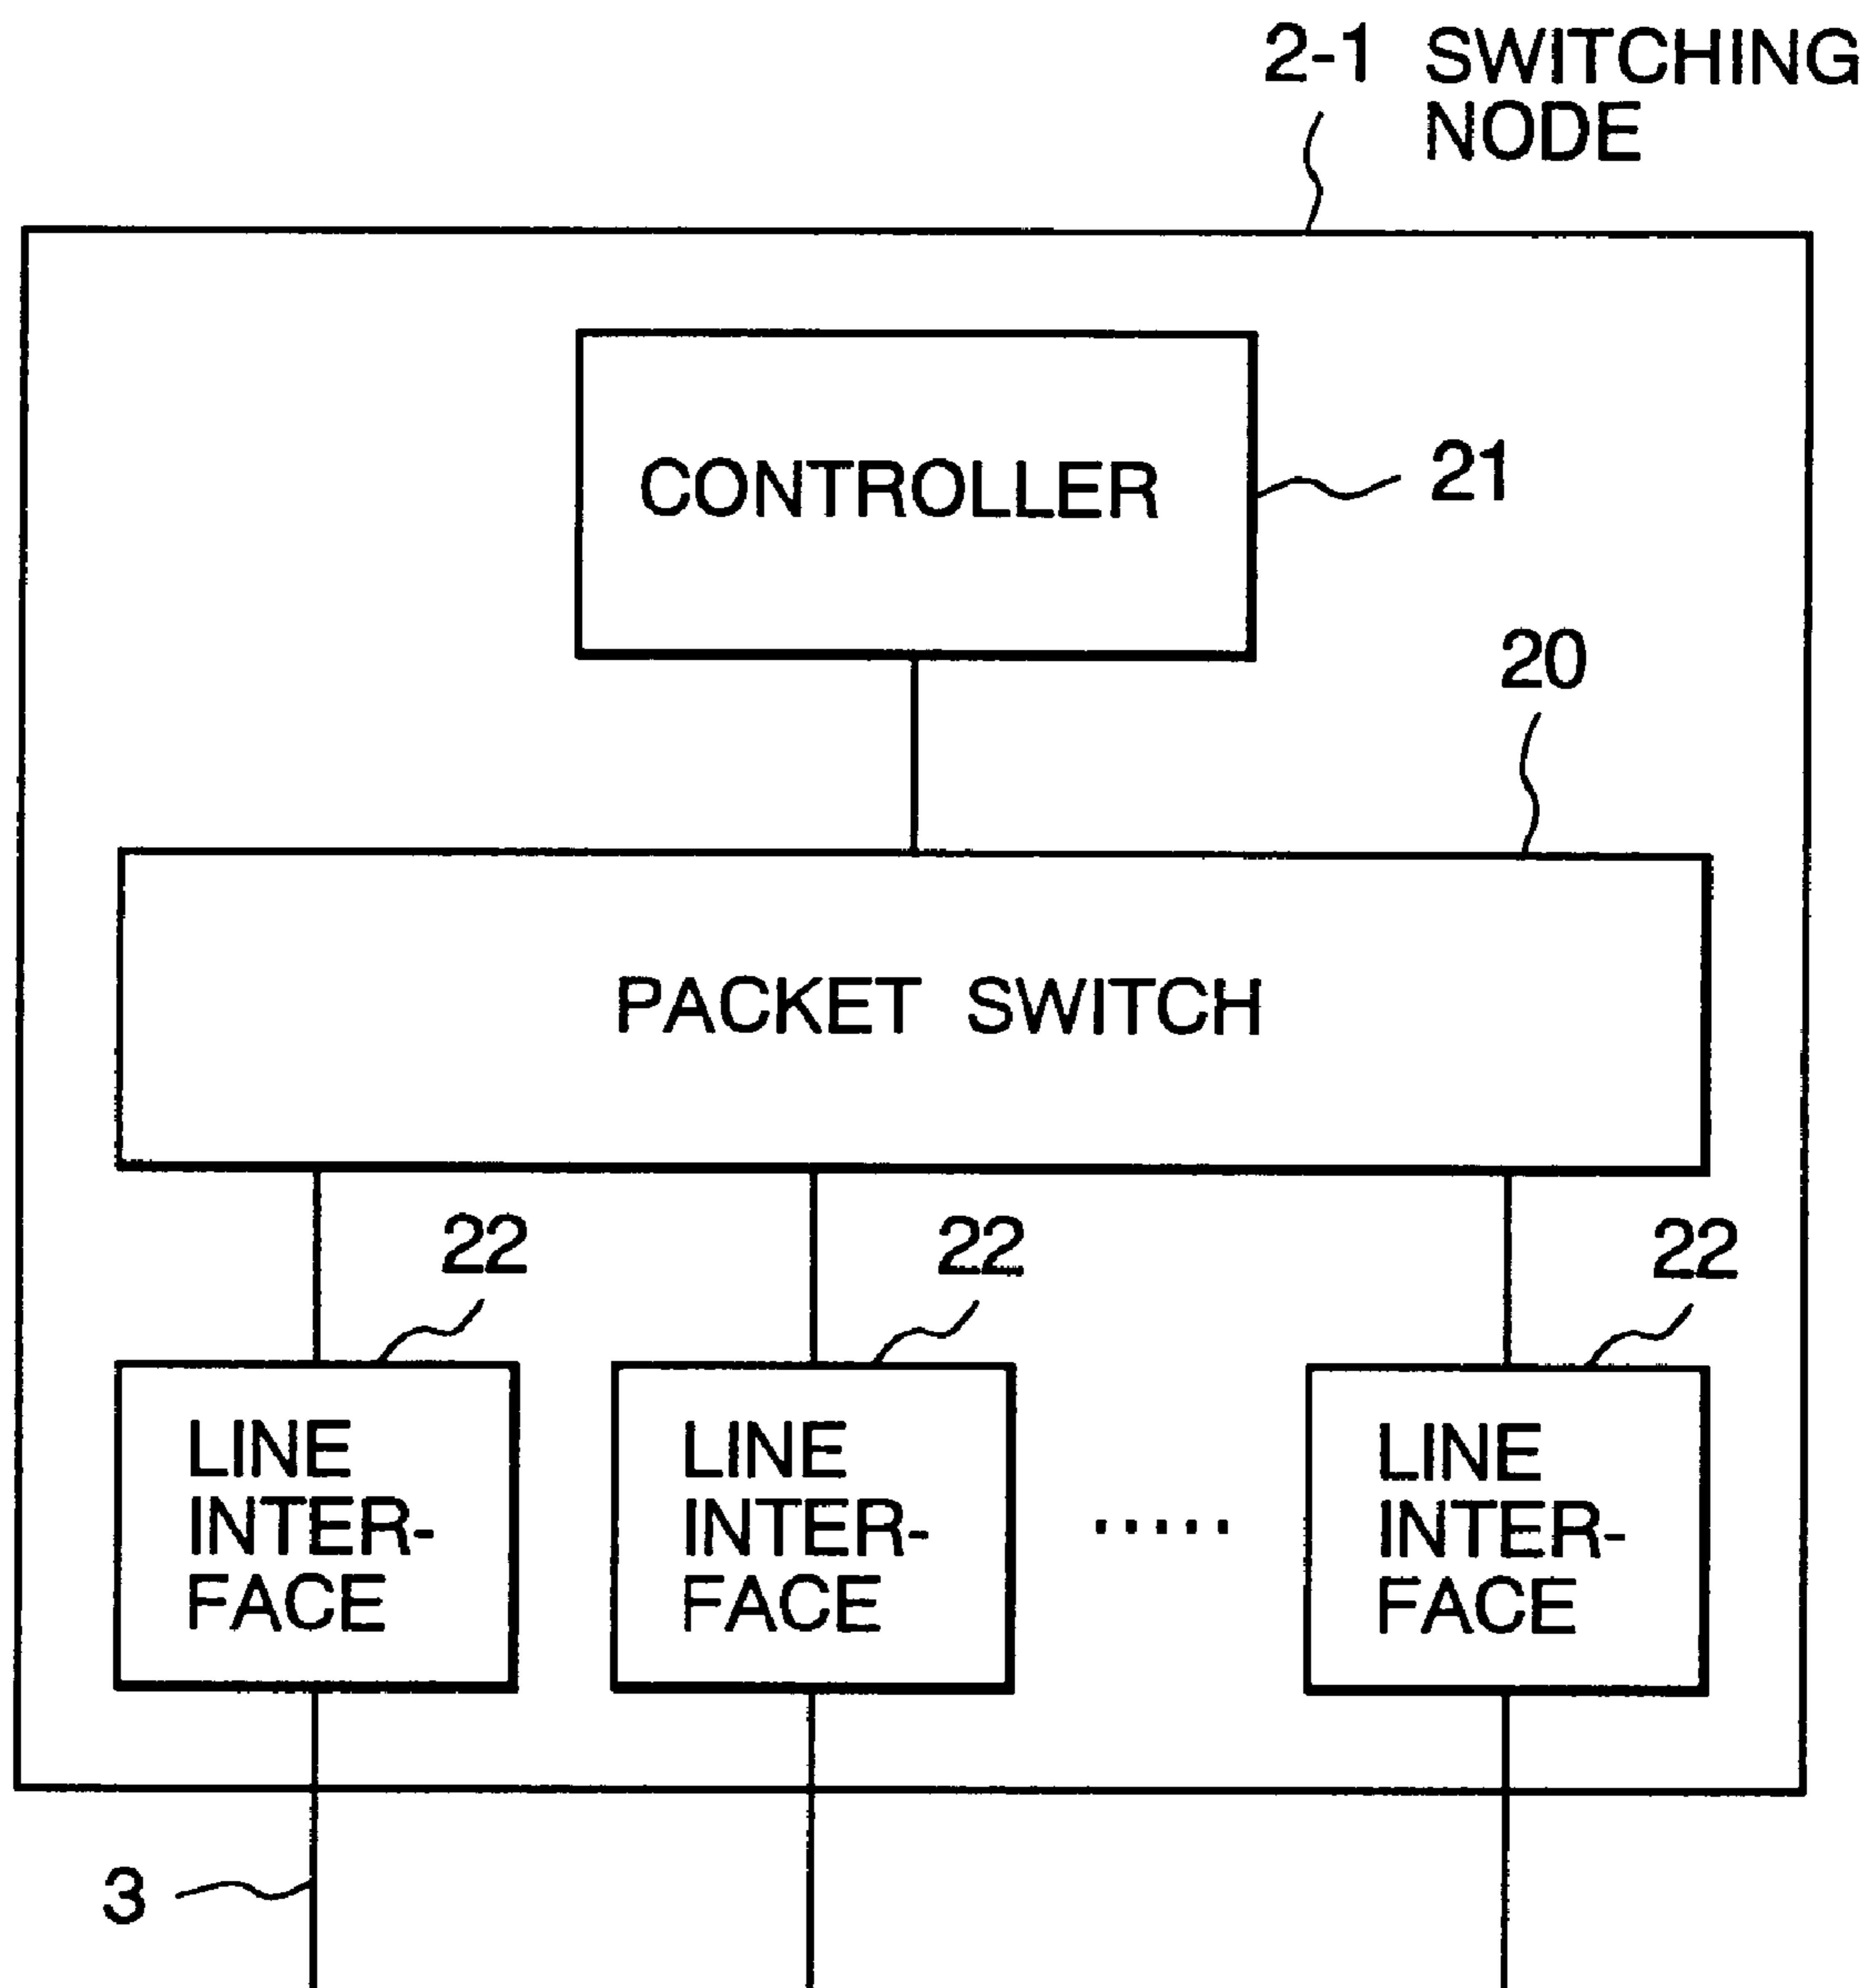 2-1 SWITCHING
NODE
CONTROLLER
21
20
PACKET SWITCH
22
22
22
LINE
INTER-
FACE
LINE
INTER-
FACE
.....
LINE
INTER-
FACE
3